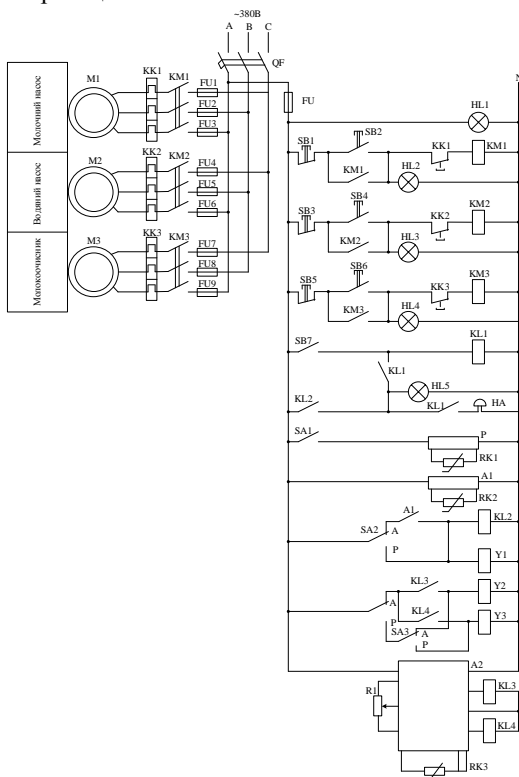 ~380В
A B C
QF
N
Молочний насос
M1
KK1
KM1
FU1
FU2
FU3
Водяний насос
M2
KK2
KM2
FU4
FU5
FU6
Молокоочисник
M3
KK3
KM3
FU7
FU8
FU9
FU
HL1
SB1
SB2
KK1
KM1
KM1
HL2
SB3
SB4
KK2
KM2
KM2
HL3
SB5
SB6
KK3
KM3
KM3
HL4
SB7
KL1
KL1
HL5
KL2
KL1
HA
SA1
P
RK1
A1
RK2
A1
KL2
SA2
A
P
Y1
KL3
Y2
A
KL4
Y3
P
SA3
A
P
A2
R1
KL3
KL4
RK3